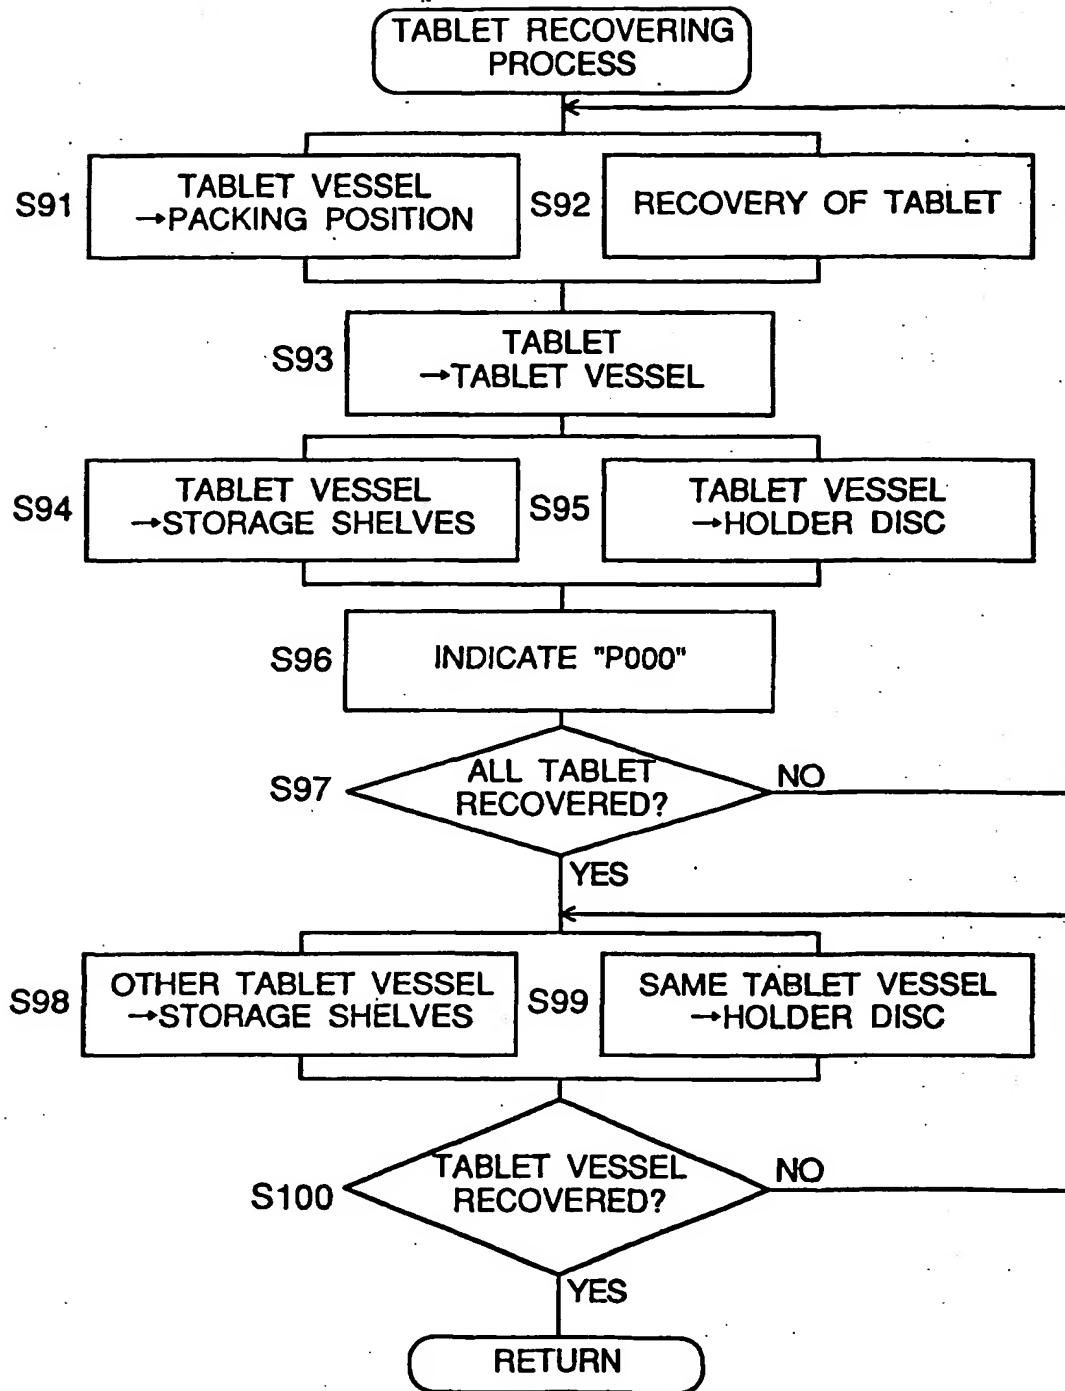 TABLET RECOVERING
PROCESS
S91
TABLET VESSEL
→PACKING POSITION
S92
RECOVERY OF TABLET
S93
TABLET
→TABLET VESSEL
S94
TABLET VESSEL
→STORAGE SHELVES
S95
TABLET VESSEL
→HOLDER DISC
S96
INDICATE "P000"
S97
ALL TABLET
RECOVERED?
NO
YES
S98
OTHER TABLET VESSEL
→STORAGE SHELVES
S99
SAME TABLET VESSEL
→HOLDER DISC
S100
TABLET VESSEL
RECOVERED?
NO
YES
RETURN